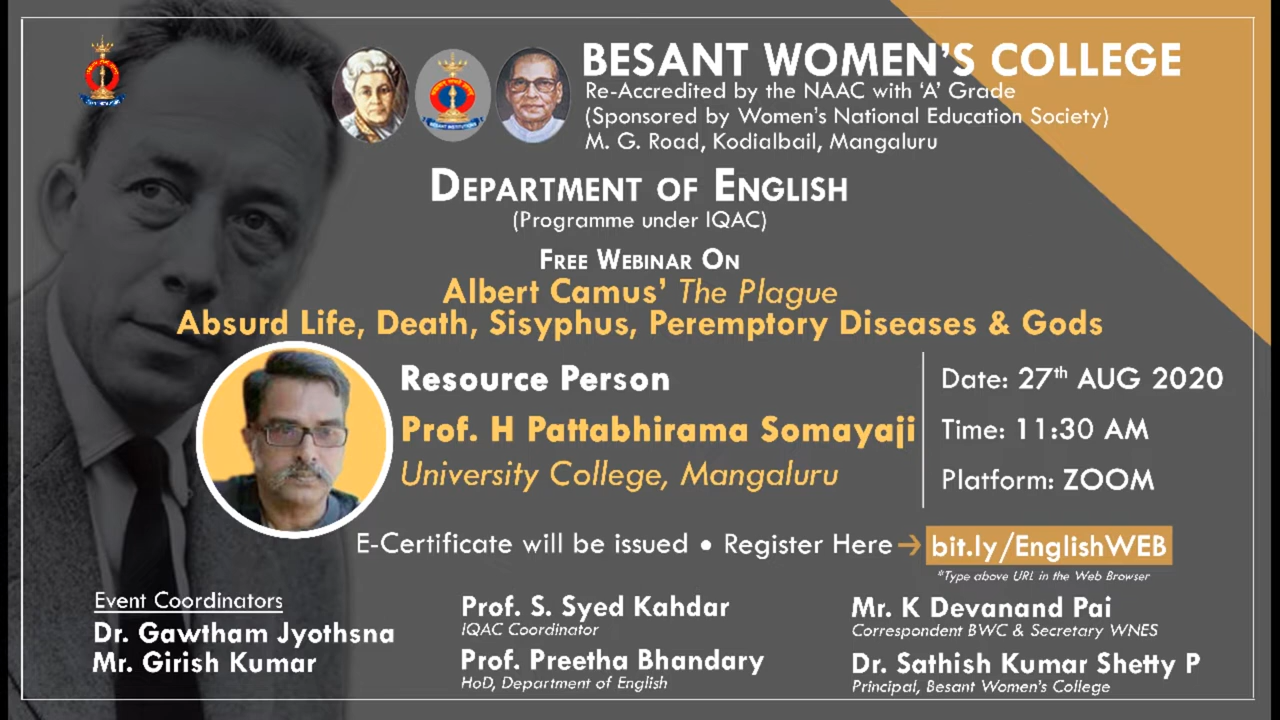 BESANT WOMEN'S COLLEGE
Re-Accredited by the NAAC with 'A' Grade
(Sponsored by Women's National Education Society)
M. G. Road, Kodialbail, Mangaluru
DEPARTMENT OF ENGLISH
(Programme under IQAC)
FREE WEBINAR ON
Albert Camus' The Plague
Absurd Life, Death, Sisyphus, Peremptory Diseases & Gods
Resource Person
Prof. H Pattabhirama Somayaji
University College, Mangaluru
Date: 27th AUG 2020
Time: 11:30 AM
Platform: ZOOM
E-Certificate will be issued • Register Here → bit.ly/EnglishWEB
*Type above URL in the Web Browser
Event Coordinators
Dr. Gawtham Jyothsna
Mr. Girish Kumar
Prof. S. Syed Kahdar
IQAC Coordinator
Prof. Preetha Bhandary
HoD, Department of English
Mr. K Devanand Pai
Correspondent BWC & Secretary WNES
Dr. Sathish Kumar Shetty P
Principal, Besant Women's College